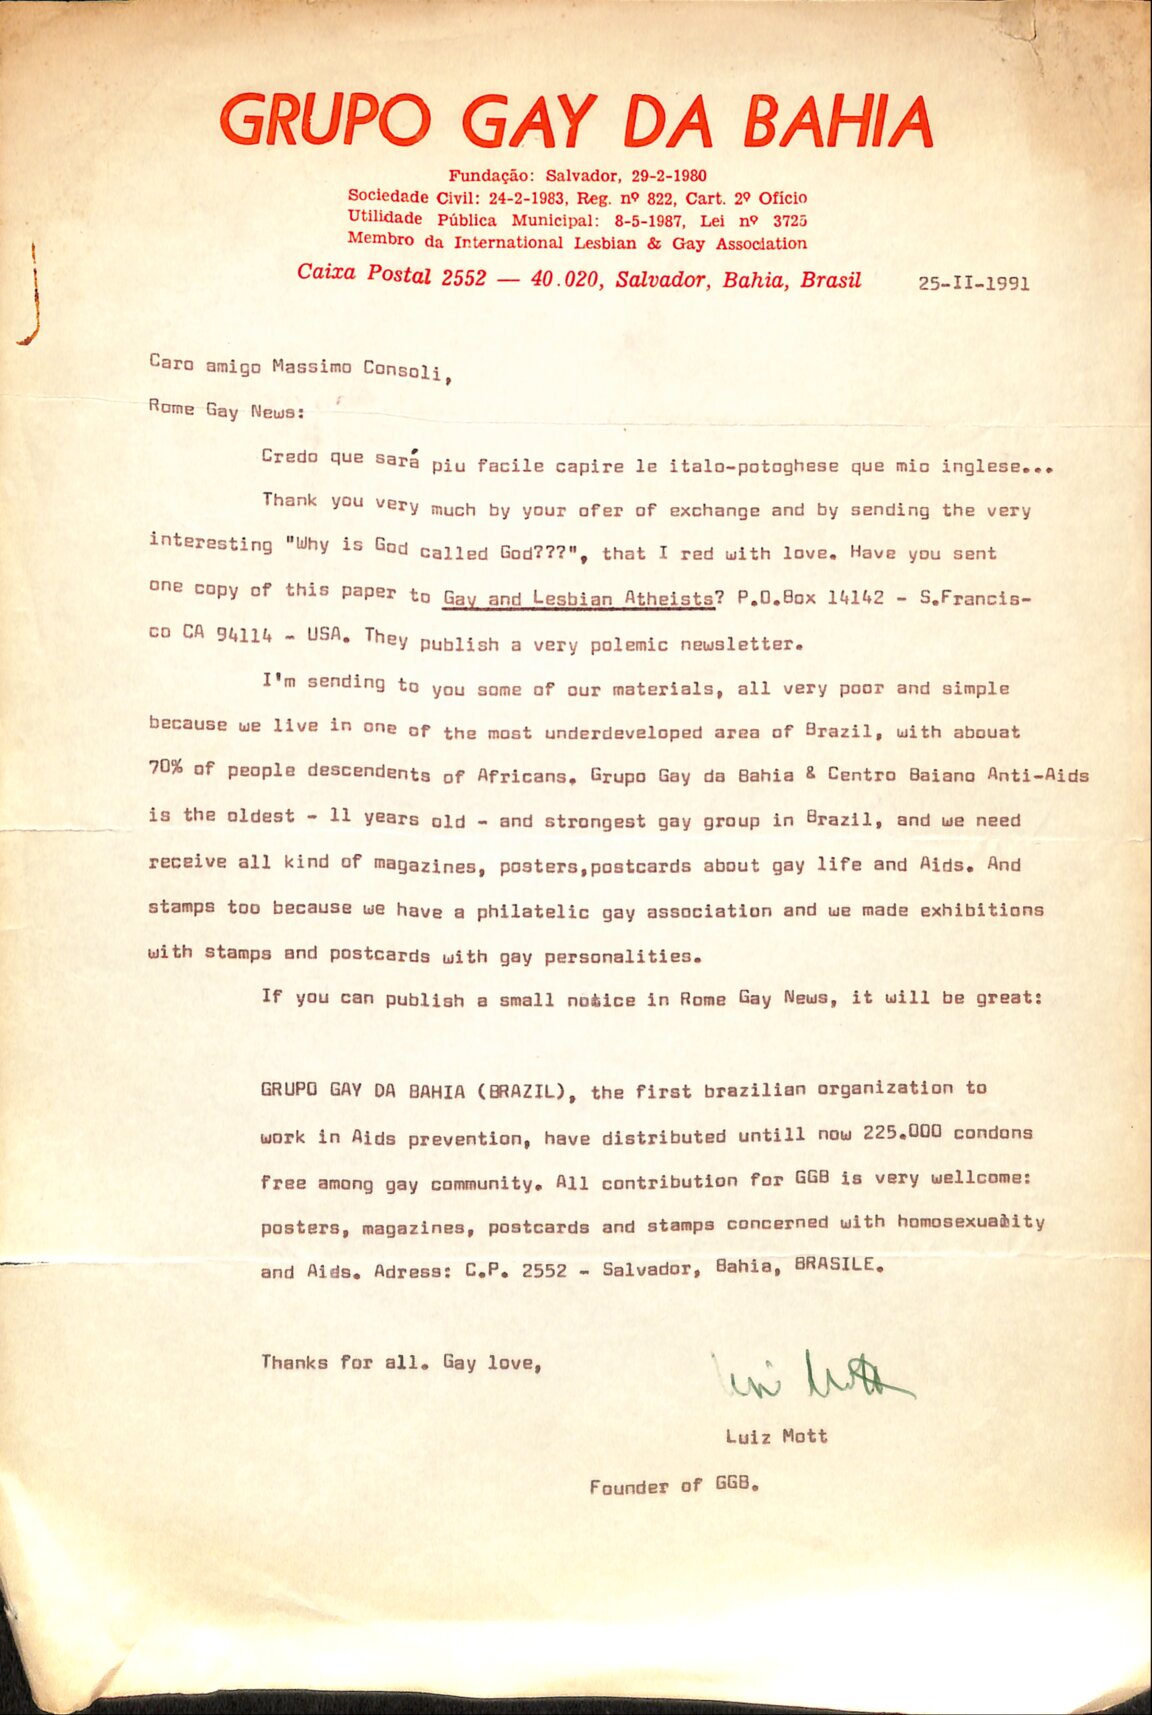 GRUPO GAY DA BAHIA
Fundação: Salvador, 29-2-1980
Sociedade Civil: 24-2-1983, Reg. nº 822, Cart. 2º Ofício
Utilidade Pública Municipal: 8-5-1987, Lei nº 3725
Membro da International Lesbian & Gay Association
Caixa Postal 2552 — 40.020, Salvador, Bahia, Brasil
25-II-1991
Caro amigo Massimo Consoli,
Rome Gay News:
Credo que sará piu facile capire le italo-potoghese que mio inglese...
Thank you very much by your ofer of exchange and by sending the very
interesting "Why is God called God???", that I red with love. Have you sent
one copy of this paper to Gay and Lesbian Atheists? P.O.Box 14142 - S.Francis-
co CA 94114 - USA. They publish a very polemic newsletter.
I'm sending to you some of our materials, all very poor and simple
because we live in one of the most underdeveloped area of Brazil, with abouat
70% of people descendents of Africans. Grupo Gay da Bahia & Centro Baiano Anti-Aids
is the oldest - 11 years old - and strongest gay group in Brazil, and we need
receive all kind of magazines, posters,postcards about gay life and Aids. And
stamps too because we have a philatelic gay association and we made exhibitions
with stamps and postcards with gay personalities.
If you can publish a small notice in Rome Gay News, it will be great:
GRUPO GAY DA BAHIA (BRAZIL), the first brazilian organization to
work in Aids prevention, have distributed untill now 225.000 condons
free among gay community. All contribution for GGB is very wellcome:
posters, magazines, postcards and stamps concerned with homosexuality
and Aids. Adress: C.P. 2552 - Salvador, Bahia, BRASILE.
Thanks for all. Gay love,
Luiz Mott
Luiz Mott
Founder of GGB.